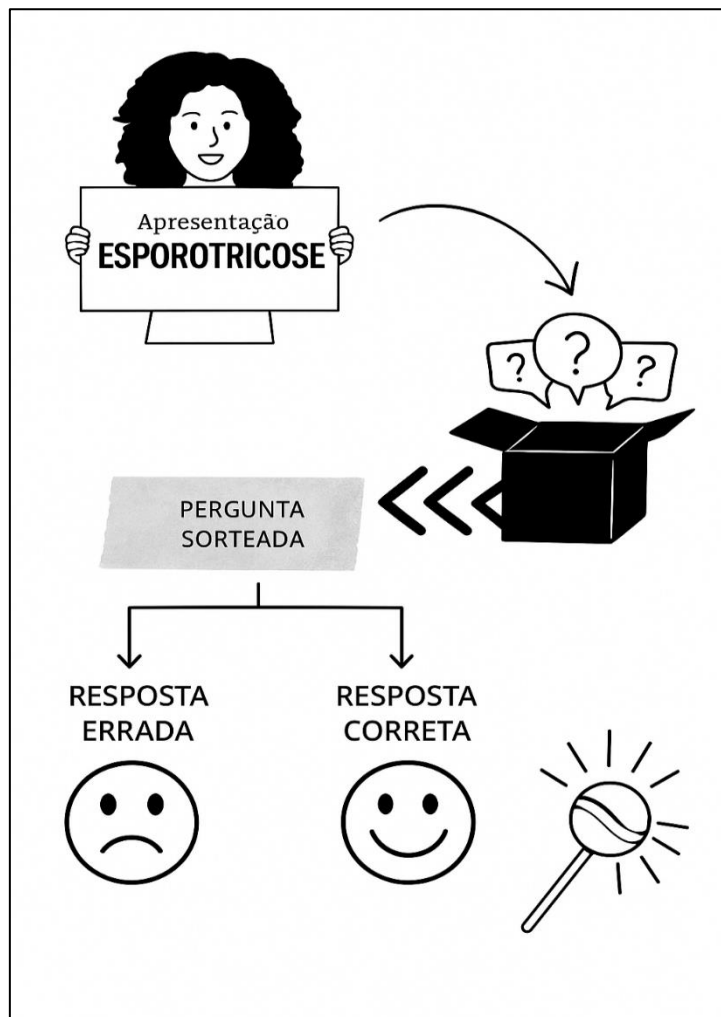 Apresentação
ESPOROTRICOSE
?
?
?
PERGUNTA
SORTEADA
RESPOSTA
ERRADA
RESPOSTA
CORRETA